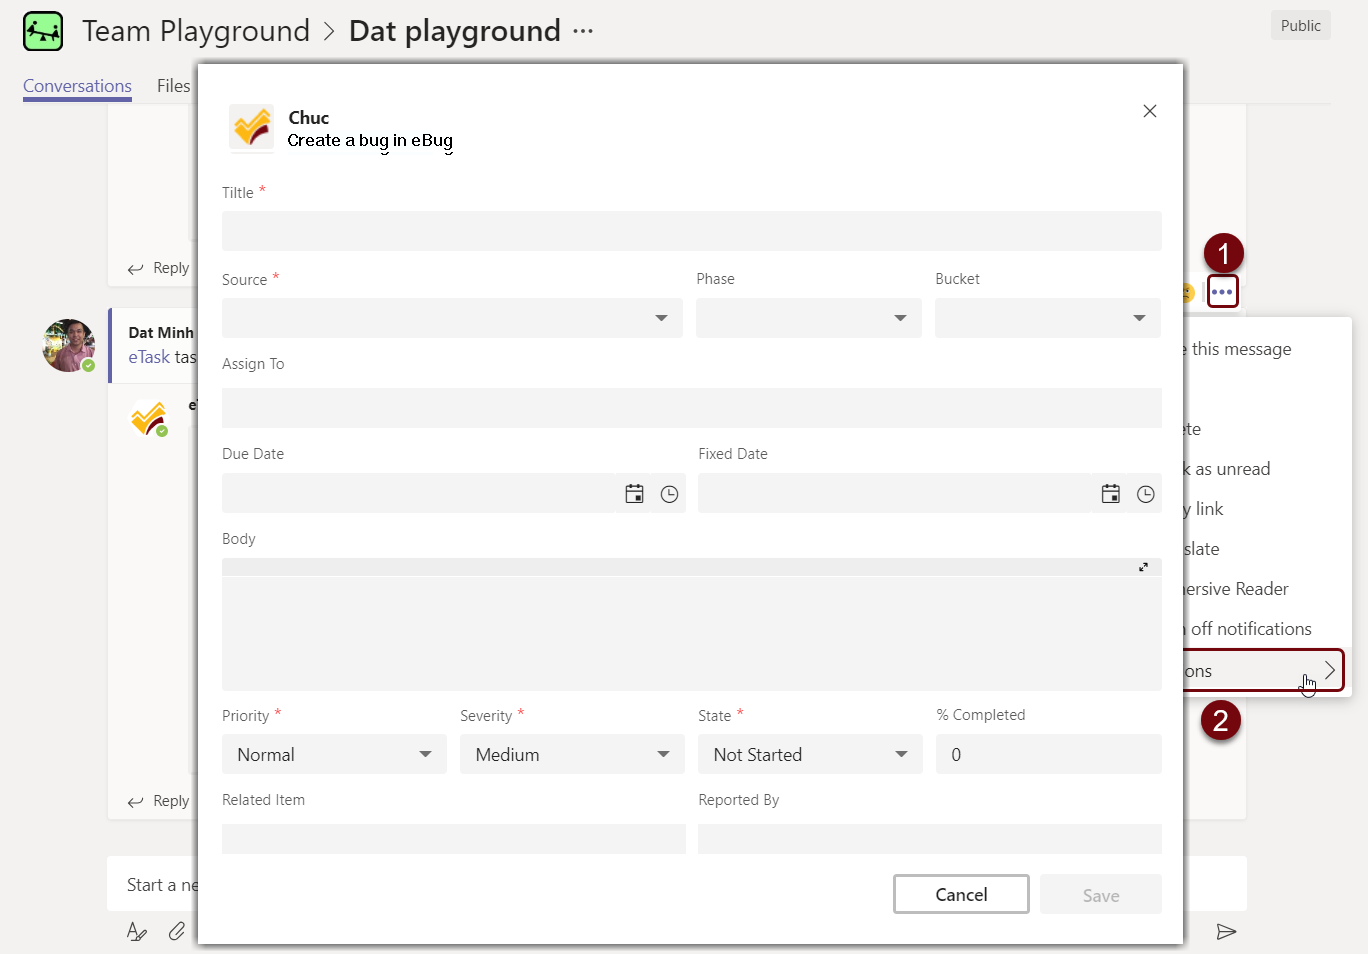 Team Playground > Dat playground ...
Public
Conversations Files
Chuc
Create a bug in eBug
Tiltle *
Source * Phase Bucket
Assign To
Due Date Fixed Date
Body
Priority * Severity * State * % Completed
Normal Medium Not Started 0
Related Item Reported By
Cancel Save
Reply
Dat Minh
eTask tas
e
Reply
Start a ne
1
e this message
ete
k as unread
y link
slate
ersive Reader
n off notifications
ons
2